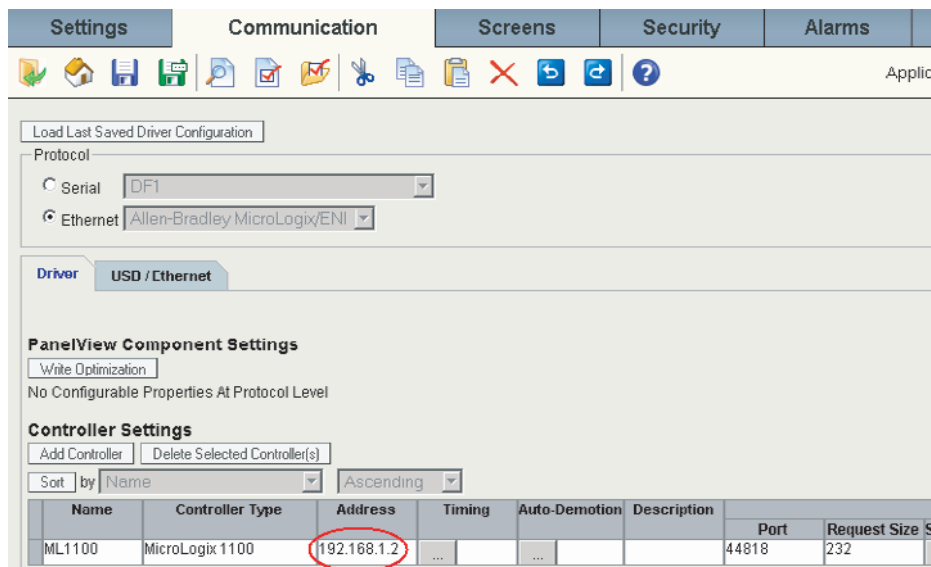 Settings Communication Screens Security Alarms
Applic
Load Last Saved Driver Configuration
Protocol
Serial DF1
Ethernet Allen-Bradley MicroLogix/ENI
Driver USB / Ethernet
PanelView Component Settings
Write Optimization
No Configurable Properties At Protocol Level
Controller Settings
Add Controller Delete Selected Controller(s)
Sort by Name Ascending
Name Controller Type Address Timing Auto-Demotion Description
Port Request Size S
ML1100 MicroLogix 1100 192.168.1.2 ... ... 44818 232